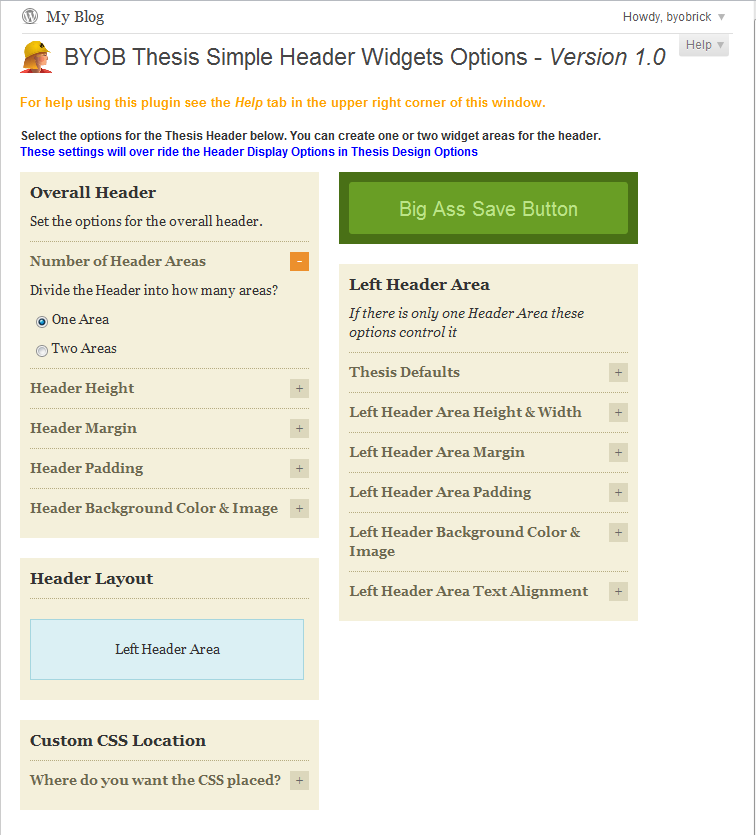 My Blog
Howdy, byobrick
Help
BYOB Thesis Simple Header Widgets Options - Version 1.0
For help using this plugin see the Help tab in the upper right corner of this window.
Select the options for the Thesis Header below. You can create one or two widget areas for the header.
These settings will over ride the Header Display Options in Thesis Design Options
Overall Header
Set the options for the overall header.
Number of Header Areas
-
Divide the Header into how many areas?
One Area
Two Areas
Header Height
+
Header Margin
+
Header Padding
+
Header Background Color & Image
+
Header Layout
Left Header Area
Custom CSS Location
Where do you want the CSS placed?
+
Big Ass Save Button
Left Header Area
If there is only one Header Area these
options control it
Thesis Defaults
+
Left Header Area Height & Width
+
Left Header Area Margin
+
Left Header Area Padding
+
Left Header Background Color &
Image
+
Left Header Area Text Alignment
+